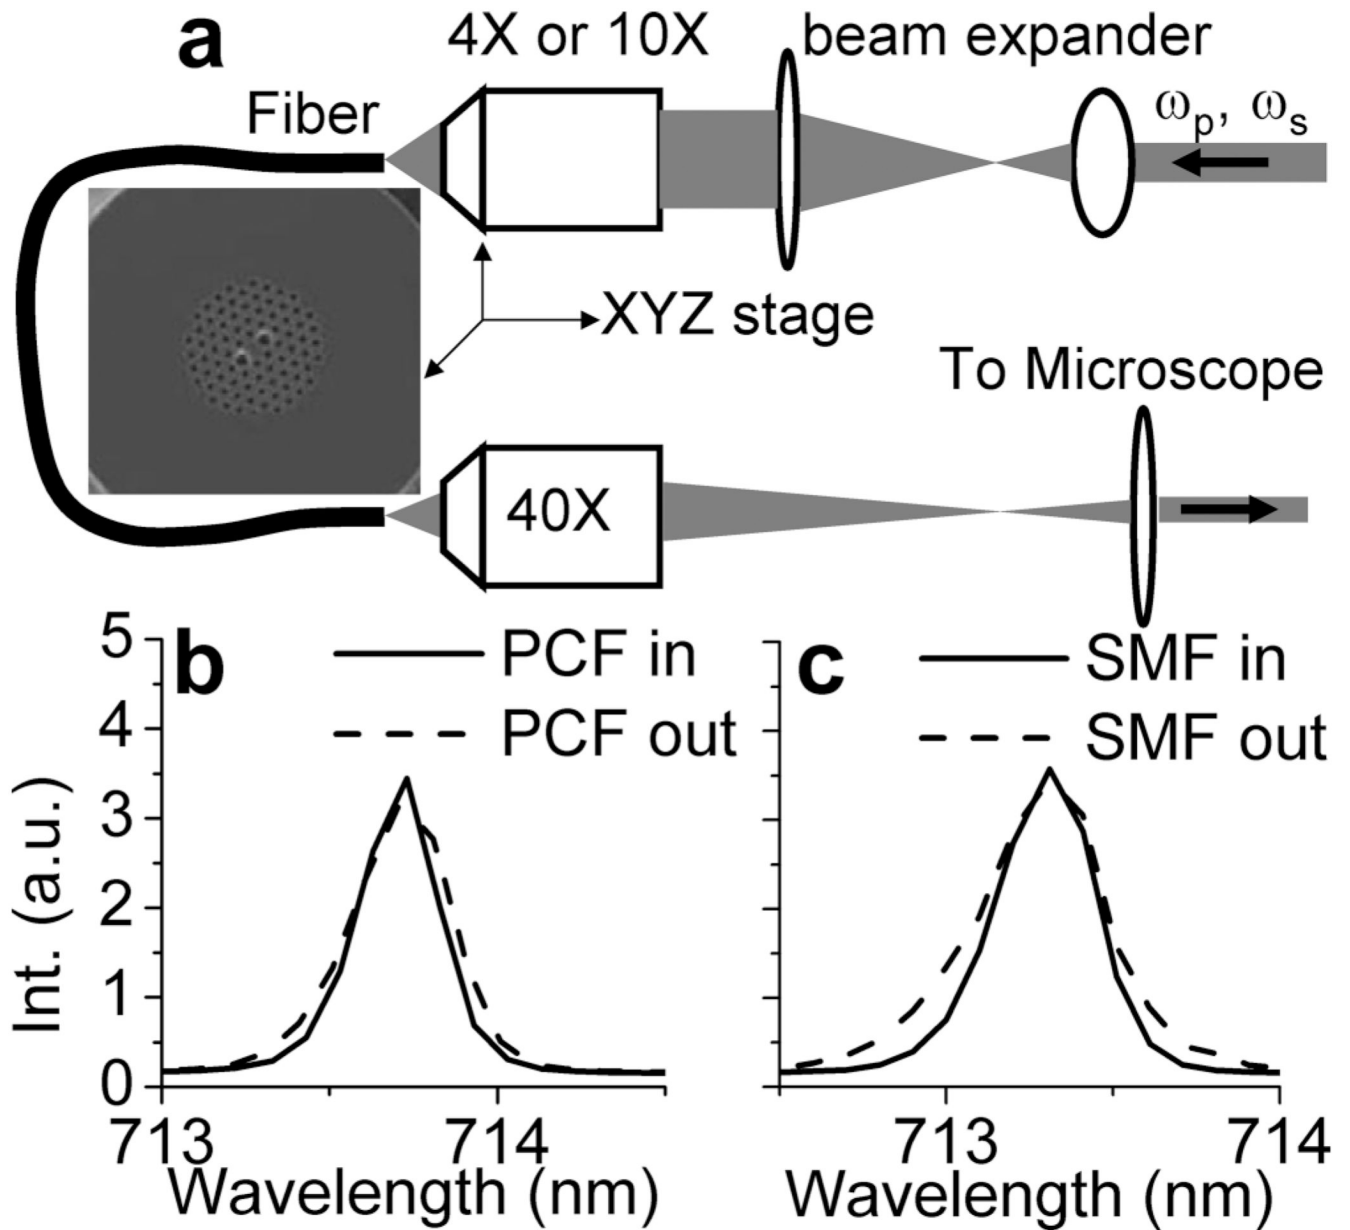 a
4X or 10X
beam expander
Fiber
ωp, ωs
XYZ stage
To Microscope
40X
b
PCF in
PCF out
c
SMF in
SMF out
Int. (a.u.)
5
4
3
2
1
0
713
714
Wavelength (nm)
713
714
Wavelength (nm)